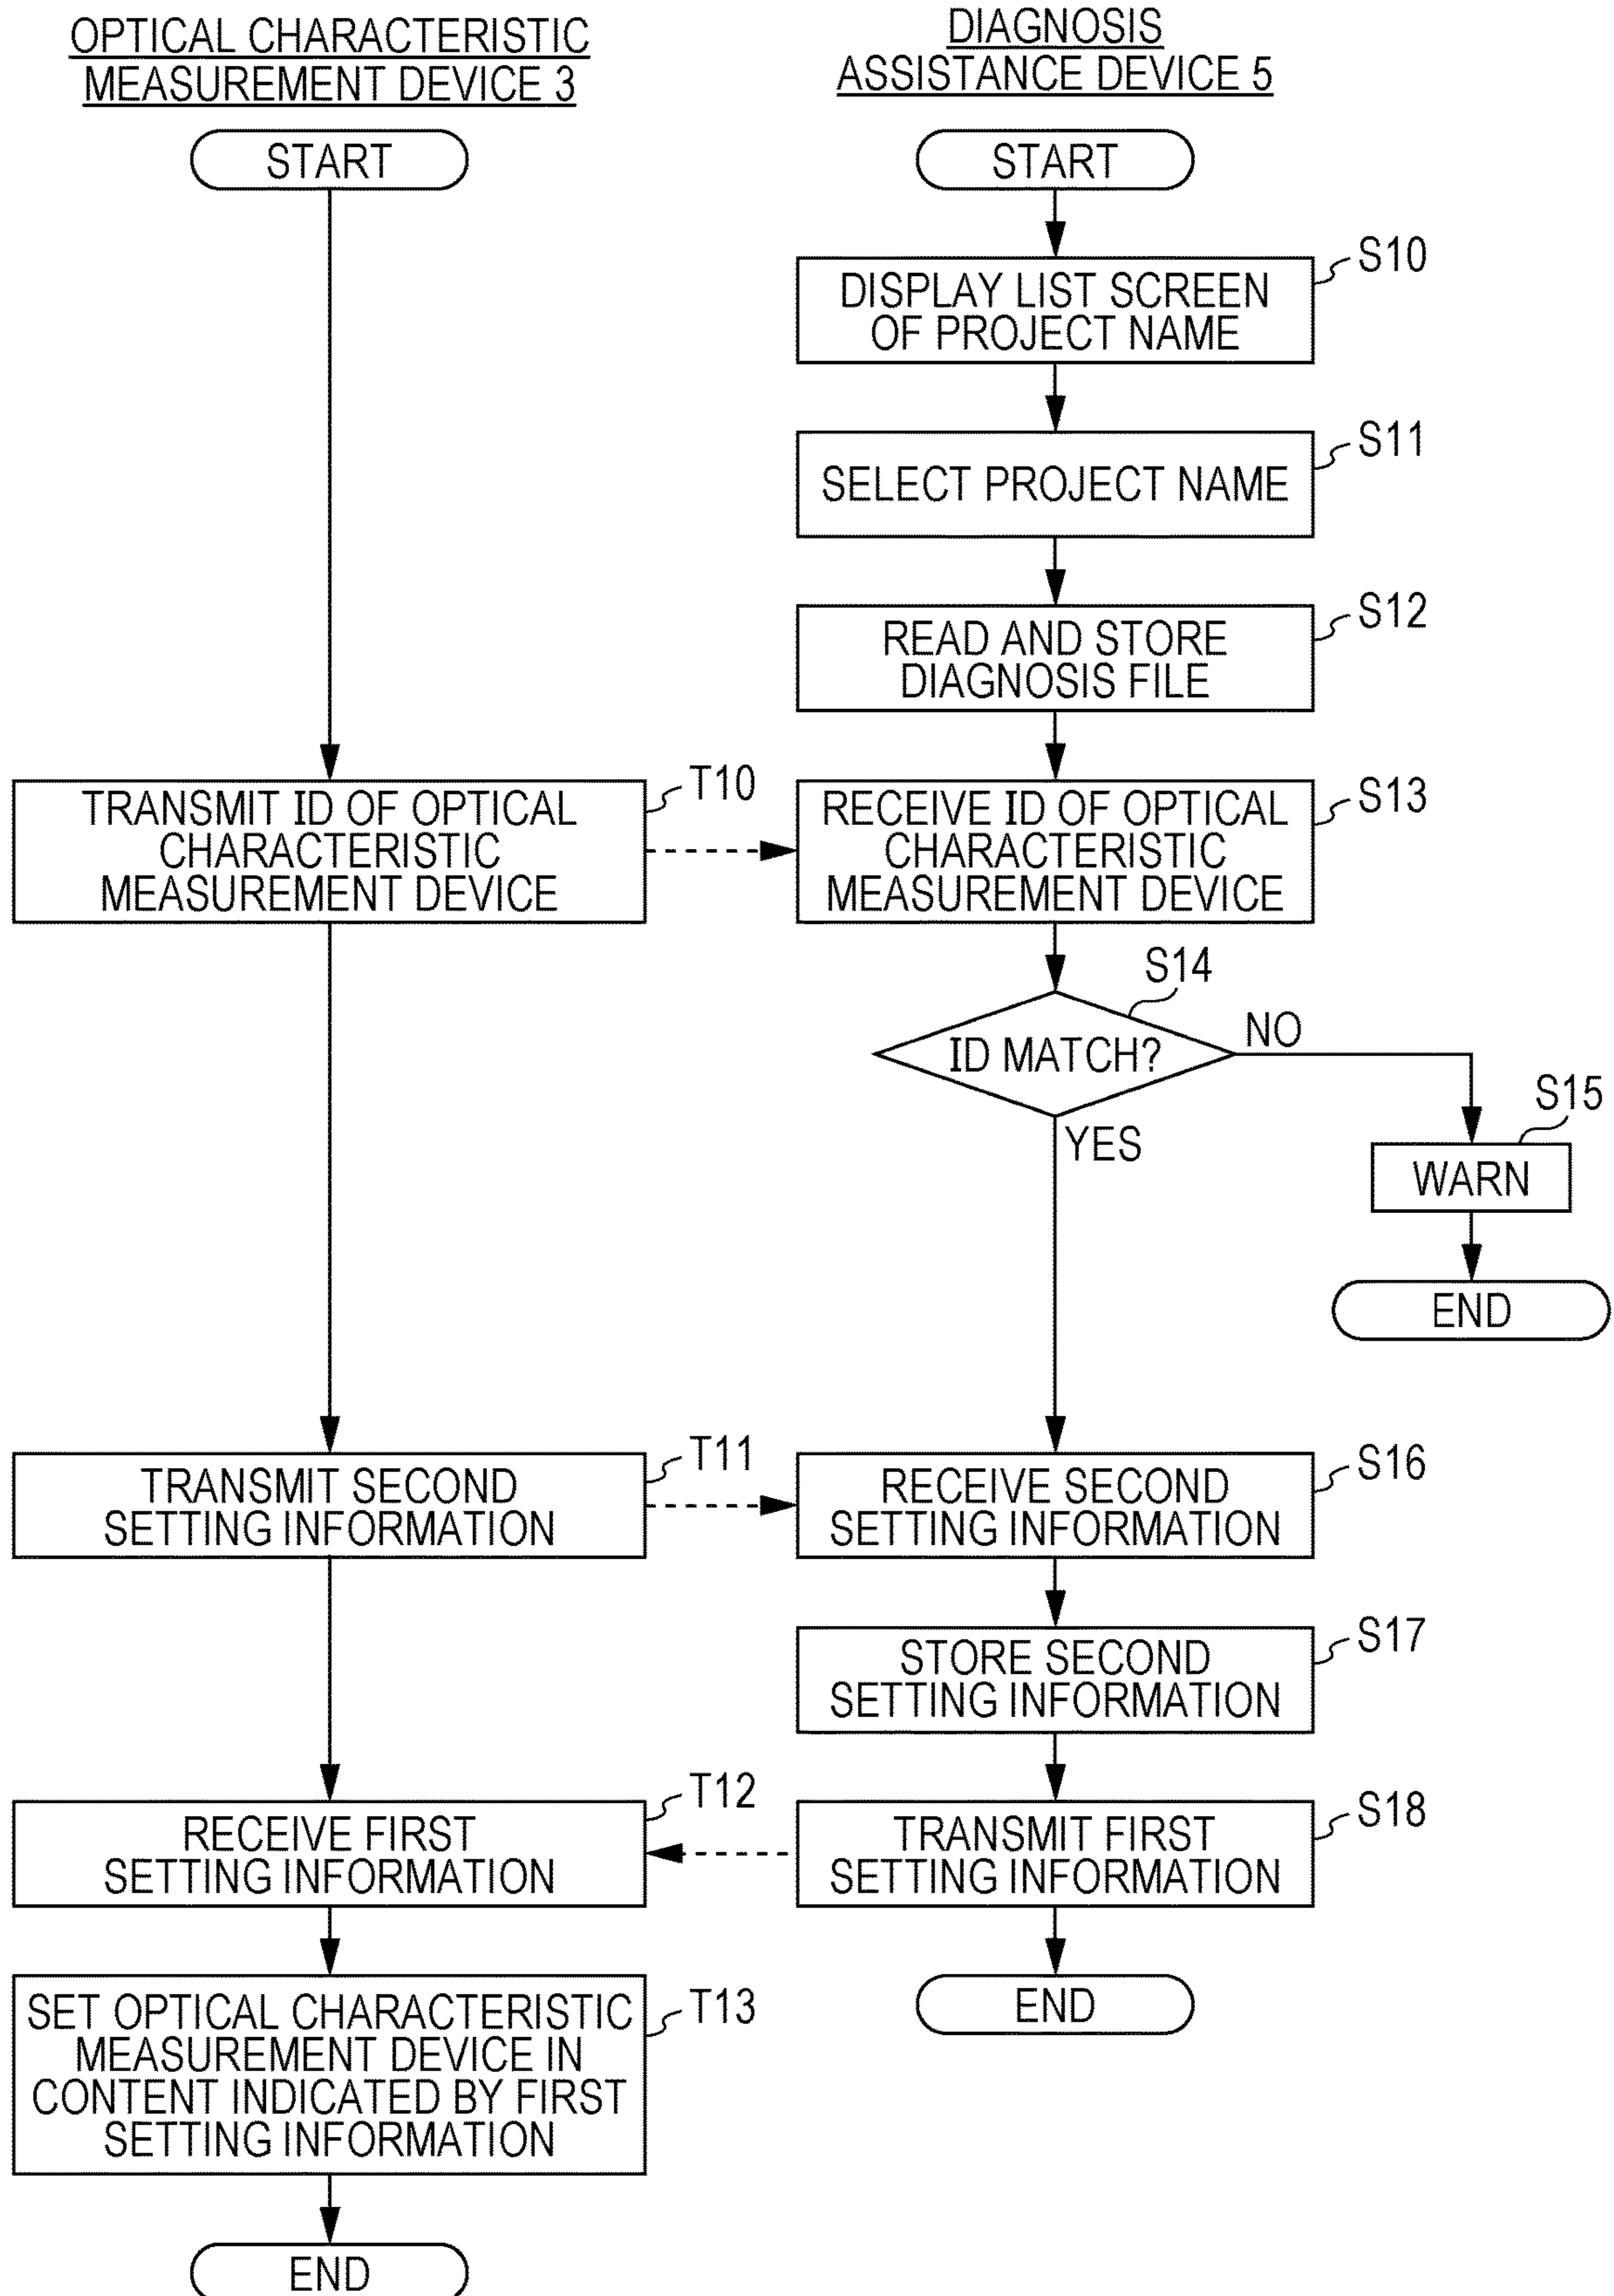 OPTICAL CHARACTERISTIC
MEASUREMENT DEVICE 3
DIAGNOSIS
ASSISTANCE DEVICE 5
START
START
S10
DISPLAY LIST SCREEN
OF PROJECT NAME
S11
SELECT PROJECT NAME
S12
READ AND STORE
DIAGNOSIS FILE
T10
TRANSMIT ID OF OPTICAL
CHARACTERISTIC
MEASUREMENT DEVICE
S13
RECEIVE ID OF OPTICAL
CHARACTERISTIC
MEASUREMENT DEVICE
S14
ID MATCH?
NO
YES
S15
WARN
END
T11
TRANSMIT SECOND
SETTING INFORMATION
S16
RECEIVE SECOND
SETTING INFORMATION
S17
STORE SECOND
SETTING INFORMATION
T12
RECEIVE FIRST
SETTING INFORMATION
S18
TRANSMIT FIRST
SETTING INFORMATION
T13
SET OPTICAL CHARACTERISTIC
MEASUREMENT DEVICE IN
CONTENT INDICATED BY FIRST
SETTING INFORMATION
END
END